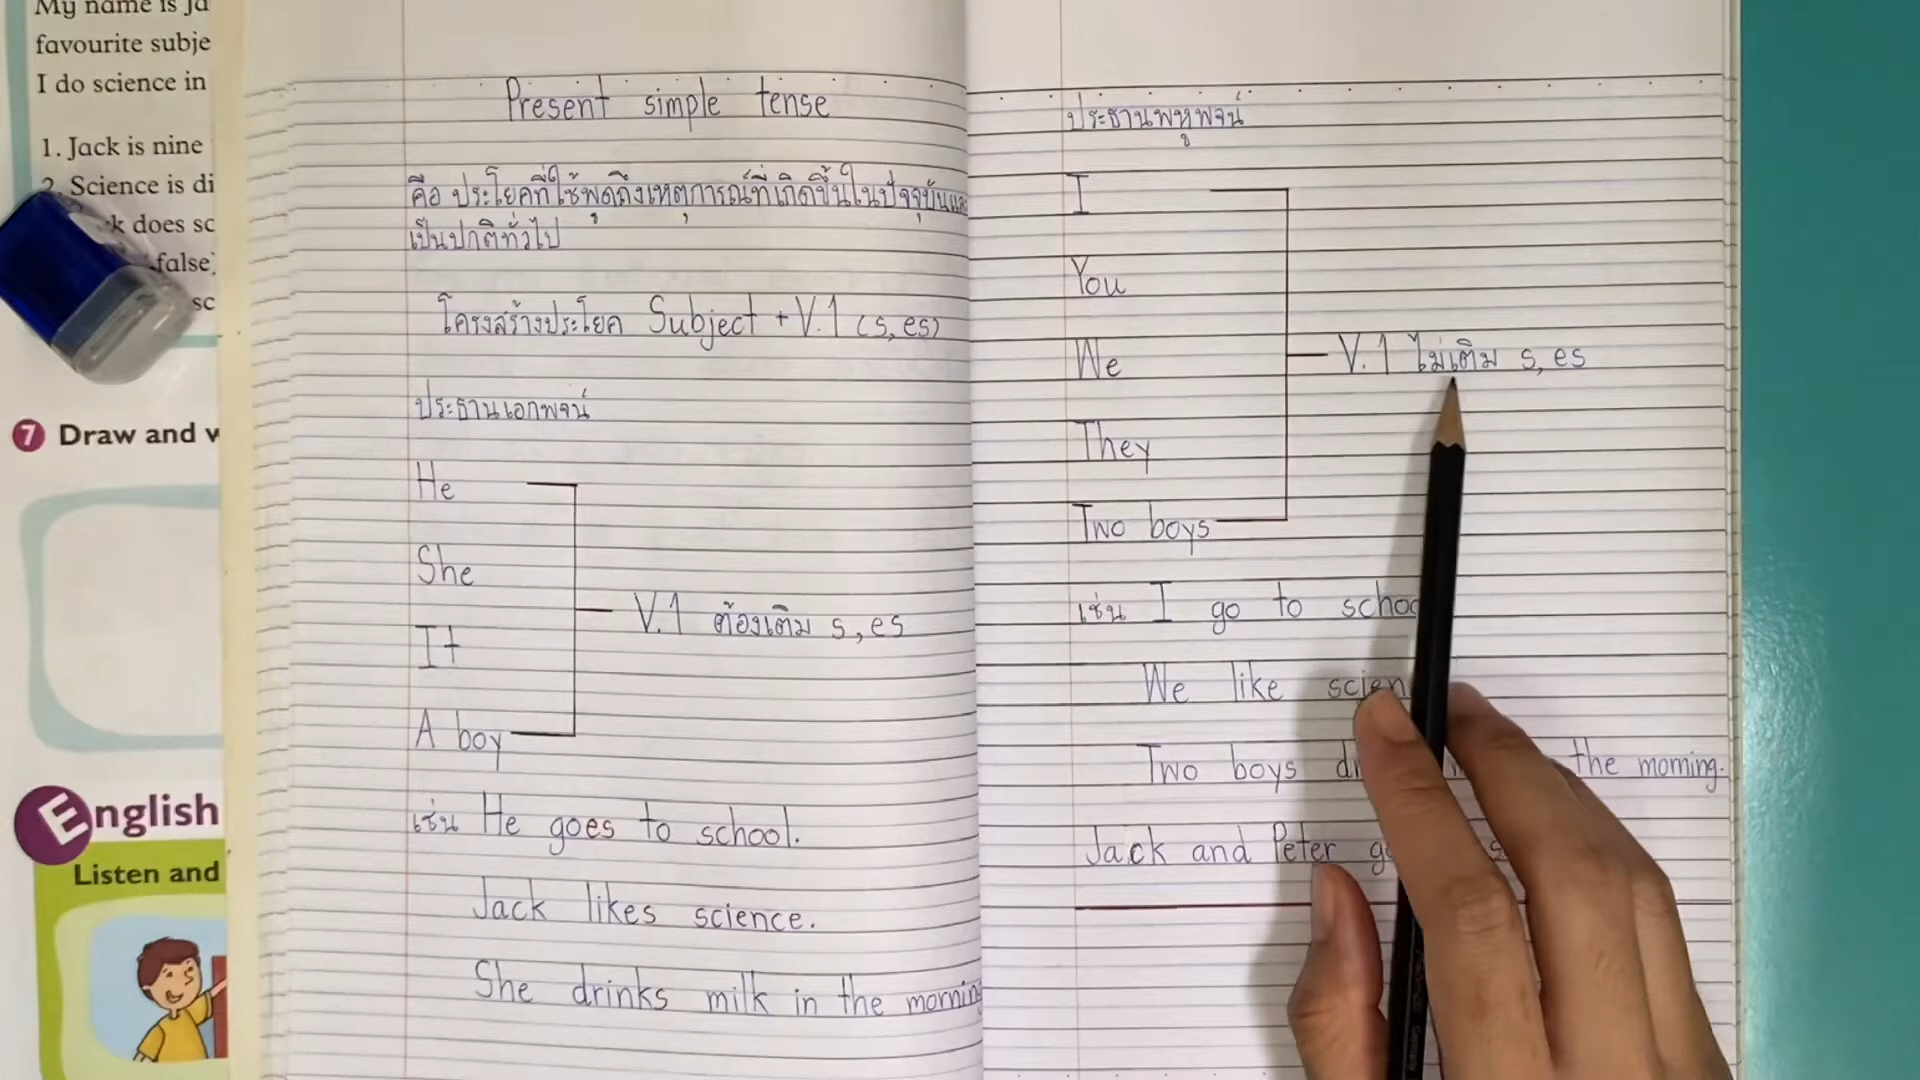 My name is Ja
favourite subje
I do science in
1. Jack is nine
2. Science is di
k does sc
false
sc
7 Draw and w
English
Listen and
Present simple tense
คือ ประโยคที่ใช้พูดถึงเหตุการณ์ที่เกิดขึ้นในปัจจุบันและ
เป็นปกติทั่วไป
โครงสร้างประโยค Subject + V.1 (s, es)
ประธานเอกพจน์
He
She
It
A boy
V.1 ต้องเติม s, es
เช่น He goes to school.
Jack likes science.
She drinks milk in the morning
ประธานพหูพจน์
I
You
We
They
Two boys
V.1 ไม่เติม s, es
เช่น I go to schoo
We like scien
Two boys d the morning.
Jack and Peter g